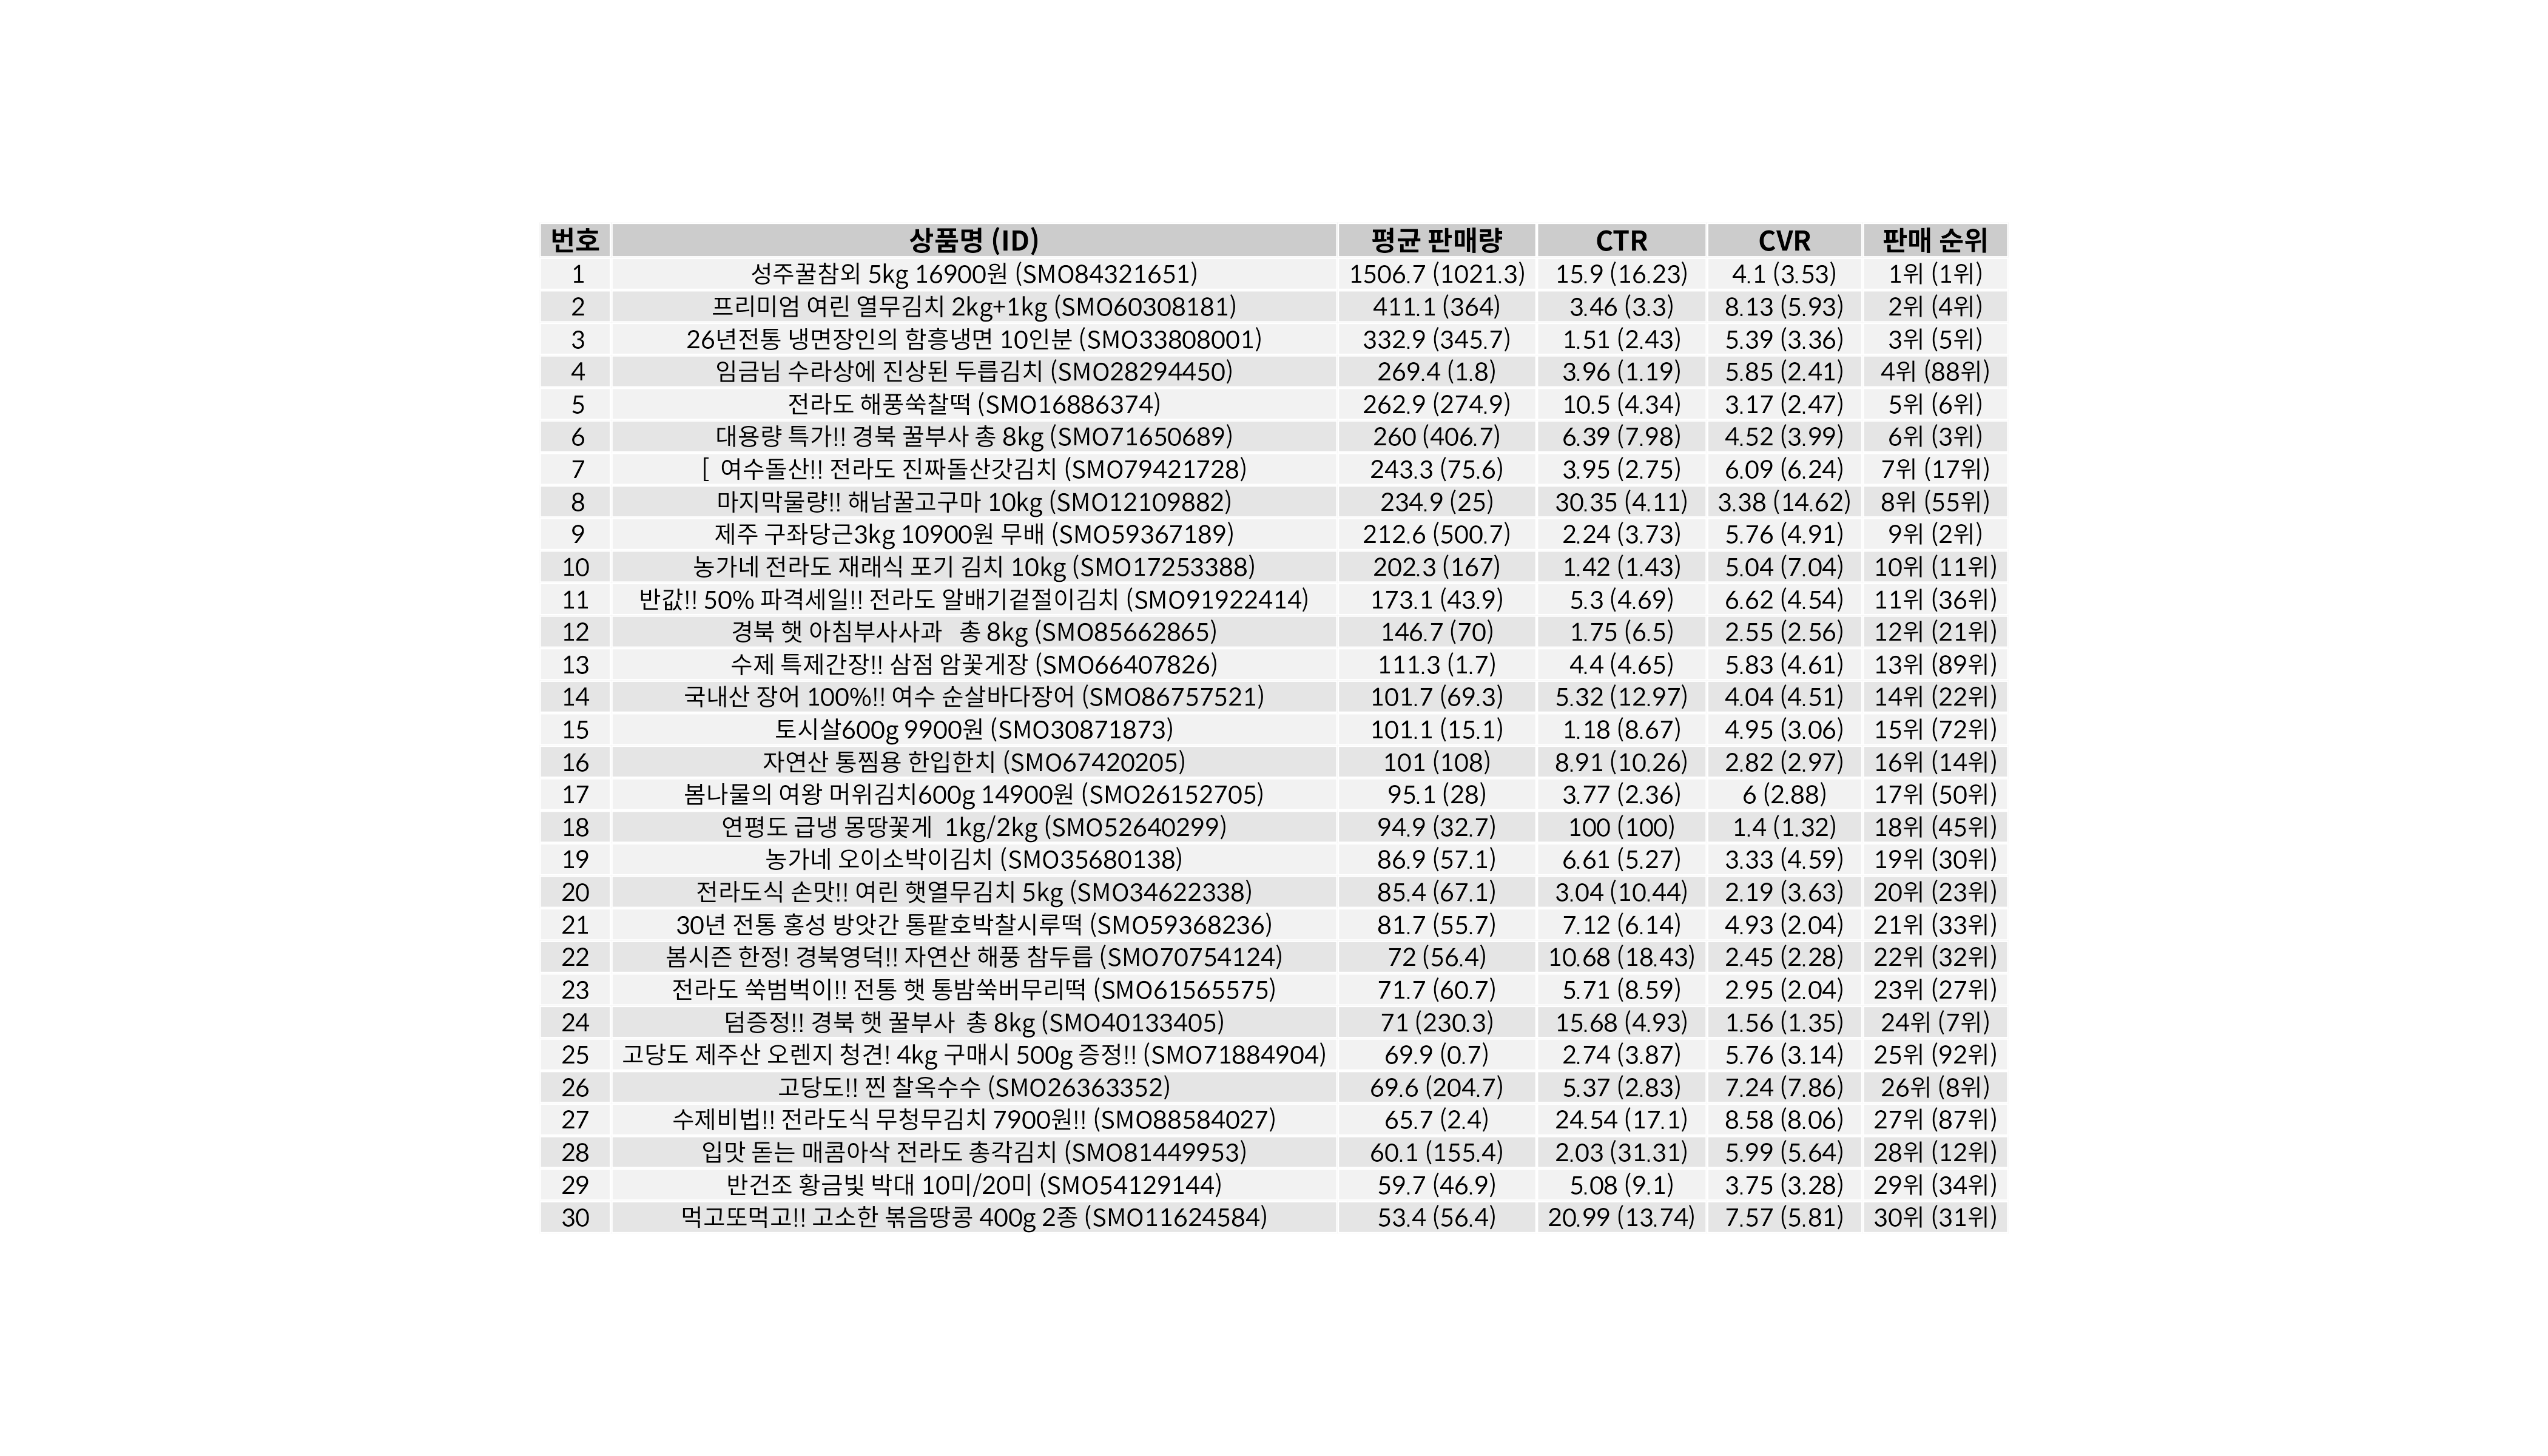 번호 상품명 (ID) 평균 판매량 CTR CVR 판매 순위
1 성주꿀참외 5kg 16900원 (SMO84321651) 1506.7 (1021.3) 15.9 (16.23) 4.1 (3.53) 1위 (1위)
2 프리미엄 여린 열무김치 2kg+1kg (SMO60308181) 411.1 (364) 3.46 (3.3) 8.13 (5.93) 2위 (4위)
3 26년전통 냉면장인의 함흥냉면 10인분 (SMO33808001) 332.9 (345.7) 1.51 (2.43) 5.39 (3.36) 3위 (5위)
4 임금님 수라상에 진상된 두릅김치 (SMO28294450) 269.4 (1.8) 3.96 (1.19) 5.85 (2.41) 4위 (88위)
5 전라도 해풍쑥찰떡 (SMO16886374) 262.9 (274.9) 10.5 (4.34) 3.17 (2.47) 5위 (6위)
6 대용량 특가!! 경북 꿀부사 총 8kg (SMO71650689) 260 (406.7) 6.39 (7.98) 4.52 (3.99) 6위 (3위)
7 [ 여수돌산!! 전라도 진짜돌산갓김치 (SMO79421728) 243.3 (75.6) 3.95 (2.75) 6.09 (6.24) 7위 (17위)
8 마지막물량!! 해남꿀고구마 10kg (SMO12109882) 234.9 (25) 30.35 (4.11) 3.38 (14.62) 8위 (55위)
9 제주 구좌당근3kg 10900원 무배 (SMO59367189) 212.6 (500.7) 2.24 (3.73) 5.76 (4.91) 9위 (2위)
10 농가네 전라도 재래식 포기 김치 10kg (SMO17253388) 202.3 (167) 1.42 (1.43) 5.04 (7.04) 10위 (11위)
11 반값!! 50% 파격세일!! 전라도 알배기겉절이김치 (SMO91922414) 173.1 (43.9) 5.3 (4.69) 6.62 (4.54) 11위 (36위)
12 경북 햇 아침부사사과 총 8kg (SMO85662865) 146.7 (70) 1.75 (6.5) 2.55 (2.56) 12위 (21위)
13 수제 특제간장!! 삼점 암꽃게장 (SMO66407826) 111.3 (1.7) 4.4 (4.65) 5.83 (4.61) 13위 (89위)
14 국내산 장어 100%!! 여수 순살바다장어 (SMO86757521) 101.7 (69.3) 5.32 (12.97) 4.04 (4.51) 14위 (22위)
15 토시살600g 9900원 (SMO30871873) 101.1 (15.1) 1.18 (8.67) 4.95 (3.06) 15위 (72위)
16 자연산 통찜용 한입한치 (SMO67420205) 101 (108) 8.91 (10.26) 2.82 (2.97) 16위 (14위)
17 봄나물의 여왕 머위김치600g 14900원 (SMO26152705) 95.1 (28) 3.77 (2.36) 6 (2.88) 17위 (50위)
18 연평도 급냉 몽땅꽃게 1kg/2kg (SMO52640299) 94.9 (32.7) 100 (100) 1.4 (1.32) 18위 (45위)
19 농가네 오이소박이김치 (SMO35680138) 86.9 (57.1) 6.61 (5.27) 3.33 (4.59) 19위 (30위)
20 전라도식 손맛!! 여린 햇열무김치 5kg (SMO34622338) 85.4 (67.1) 3.04 (10.44) 2.19 (3.63) 20위 (23위)
21 30년 전통 홍성 방앗간 통팥호박찰시루떡 (SMO59368236) 81.7 (55.7) 7.12 (6.14) 4.93 (2.04) 21위 (33위)
22 봄시즌 한정! 경북영덕!! 자연산 해풍 참두릅 (SMO70754124) 72 (56.4) 10.68 (18.43) 2.45 (2.28) 22위 (32위)
23 전라도 쑥범벅이!! 전통 햇 통밤쑥버무리떡 (SMO61565575) 71.7 (60.7) 5.71 (8.59) 2.95 (2.04) 23위 (27위)
24 덤증정!! 경북 햇 꿀부사 총 8kg (SMO40133405) 71 (230.3) 15.68 (4.93) 1.56 (1.35) 24위 (7위)
25 고당도 제주산 오렌지 청견! 4kg 구매시 500g 증정!! (SMO71884904) 69.9 (0.7) 2.74 (3.87) 5.76 (3.14) 25위 (92위)
26 고당도!! 찐 찰옥수수 (SMO26363352) 69.6 (204.7) 5.37 (2.83) 7.24 (7.86) 26위 (8위)
27 수제비법!! 전라도식 무청무김치 7900원!! (SMO88584027) 65.7 (2.4) 24.54 (17.1) 8.58 (8.06) 27위 (87위)
28 입맛 돋는 매콤아삭 전라도 총각김치 (SMO81449953) 60.1 (155.4) 2.03 (31.31) 5.99 (5.64) 28위 (12위)
29 반건조 황금빛 박대 10미/20미 (SMO54129144) 59.7 (46.9) 5.08 (9.1) 3.75 (3.28) 29위 (34위)
30 먹고또먹고!! 고소한 볶음땅콩 400g 2종 (SMO11624584) 53.4 (56.4) 20.99 (13.74) 7.57 (5.81) 30위 (31위)